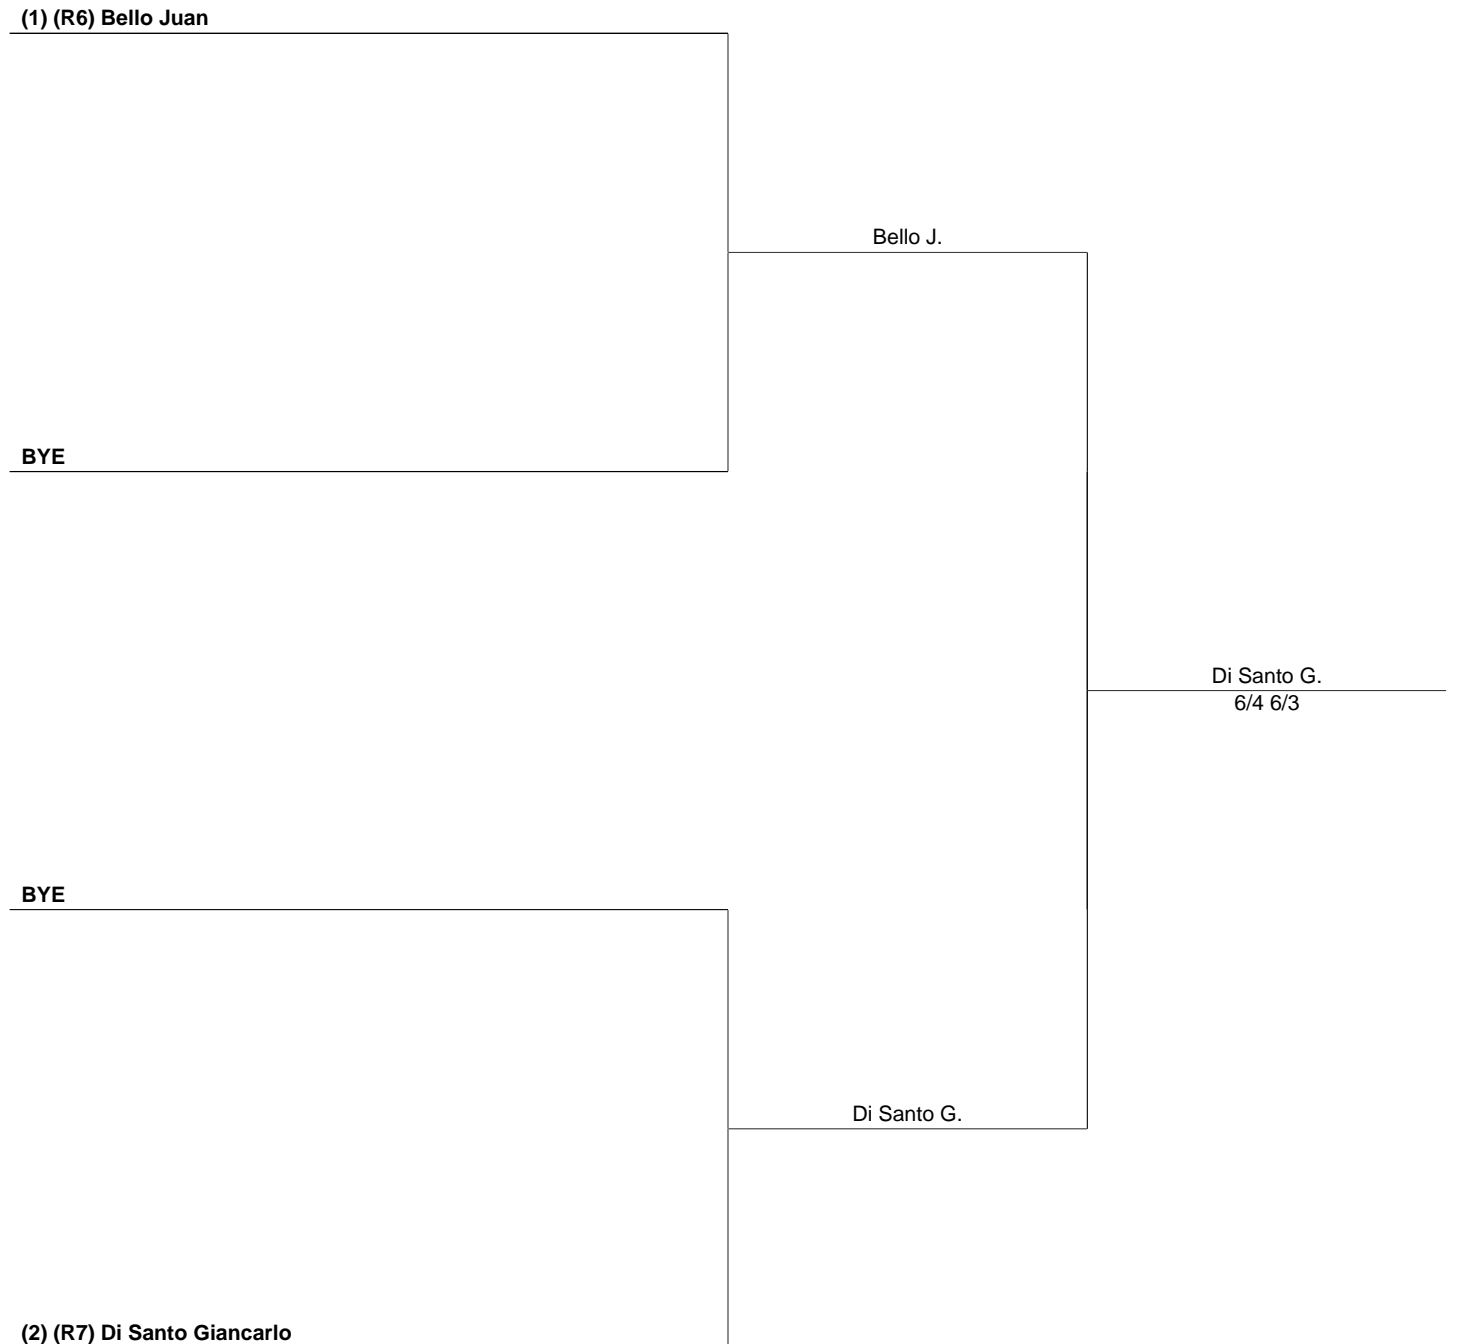 (1) (R6) Bello Juan
Bello J.
BYE
Di Santo G.
6/4 6/3
BYE
Di Santo G.
(2) (R7) Di Santo Giancarlo